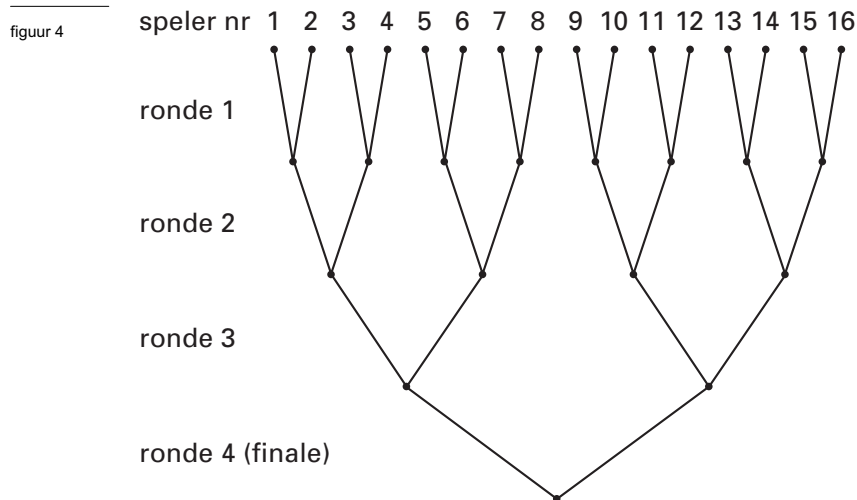 figuur 4
speler nr 1 2 3 4 5 6 7 8 9 10 11 12 13 14 15 16
ronde 1
ronde 2
ronde 3
ronde 4 (finale)